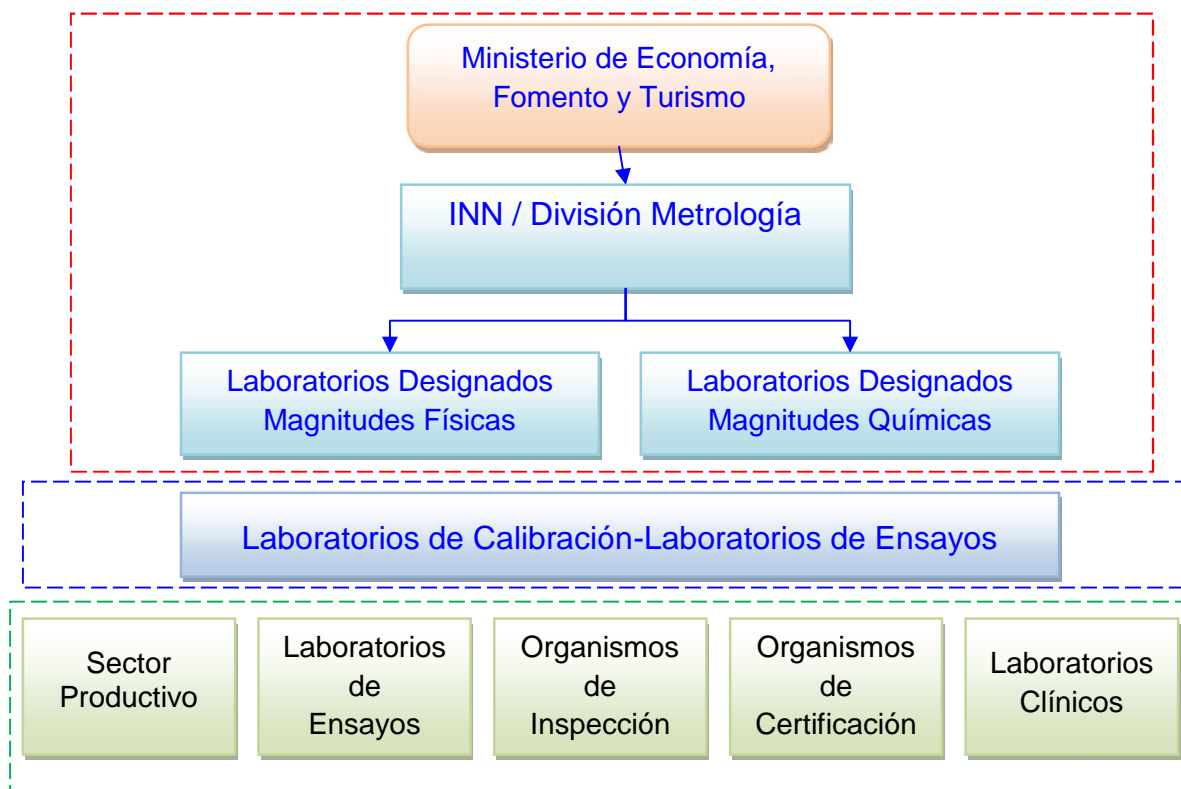 Ministerio de Economía,
Fomento y Turismo
INN / División Metrología
Laboratorios Designados
Magnitudes Físicas
Laboratorios Designados
Magnitudes Químicas
Laboratorios de Calibración-Laboratorios de Ensayos
Sector
Productivo
Laboratorios
de
Ensayos
Organismos
de
Inspección
Organismos
de
Certificación
Laboratorios
Clínicos